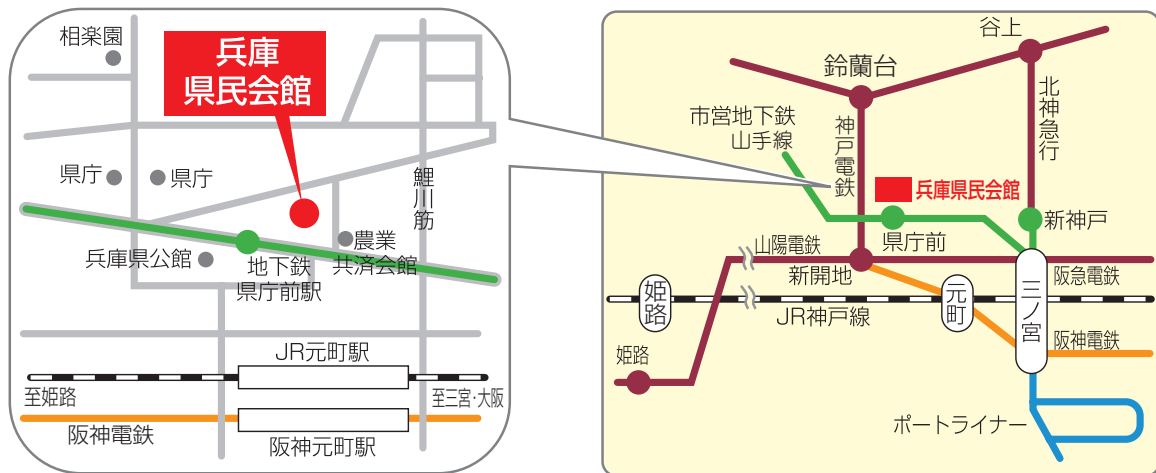 相楽園
兵庫
県民会館
県庁
県庁
鯉川筋
兵庫県公館
地下鉄
県庁前駅
農業
共済会館
JR元町駅
至姫路
至三宮・大阪
阪神電鉄
阪神元町駅
谷上
鈴蘭台
北神急行
市営地下鉄
山手線
神戸電鉄
兵庫県民会館
県庁前
新神戸
山陽電鉄
新開地
阪急電鉄
姫路
元町
三ノ宮
JR神戸線
姫路
阪神電鉄
ポートライナー